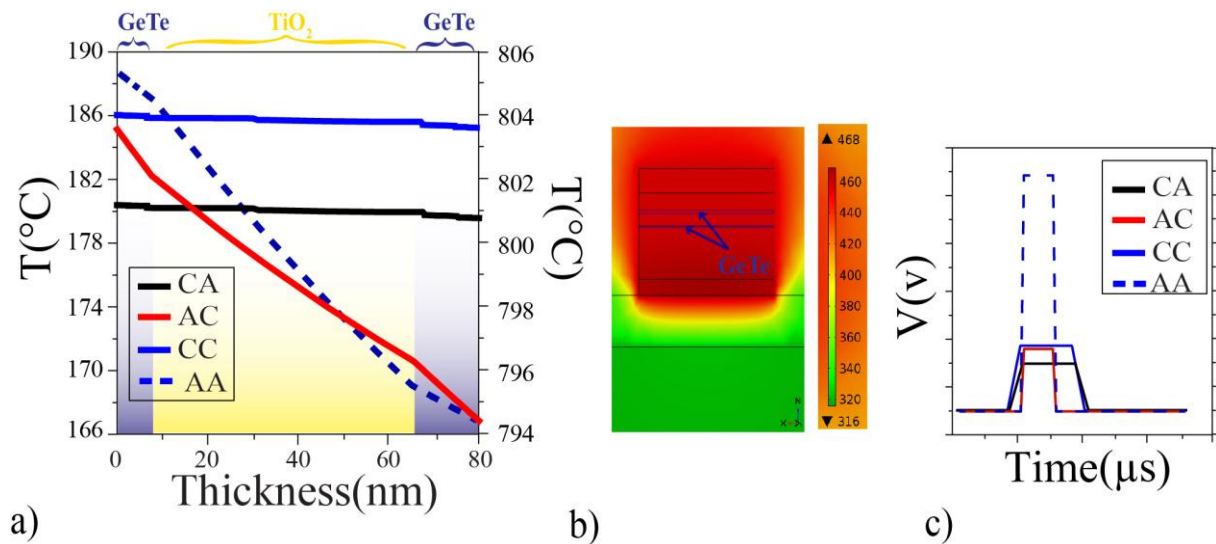 GeTe TiO₂ GeTe
190
186
182
178
174
170
166
T(°C)
806
804
802
800
798
796
794
T(°C)
CA
AC
CC
AA
0 20 40 60 80
Thickness(nm)
a)
GeTe
▲ 468
460
440
420
400
380
360
340
320
▼ 316
b)
V(v)
CA
AC
CC
AA
Time(µs)
c)